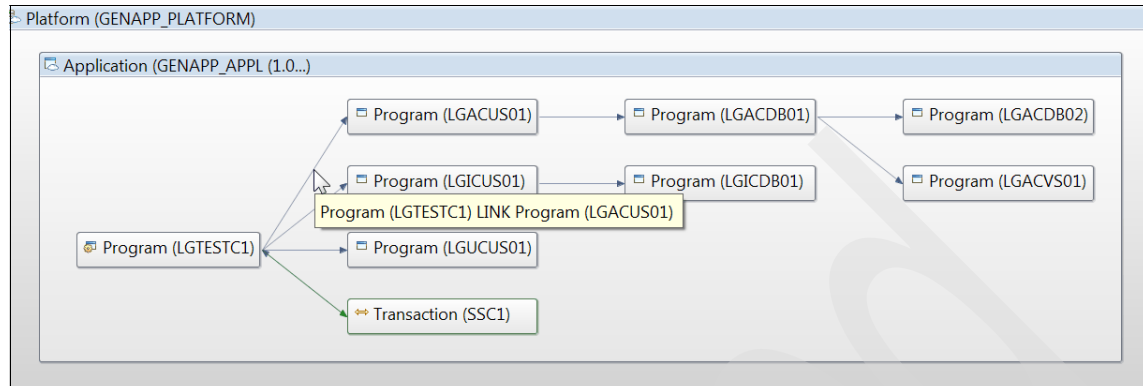 Platform (GENAPP_PLATFORM)
Application (GENAPP_APPL (1.0...)
Program (LGACUS01)
Program (LGACDB01)
Program (LGACDB02)
Program (LGICUS01)
Program (LGICDB01)
Program (LGACVS01)
Program (LGTESTC1) LINK Program (LGACUS01)
Program (LGTESTC1)
Program (LGUCUS01)
Transaction (SSC1)